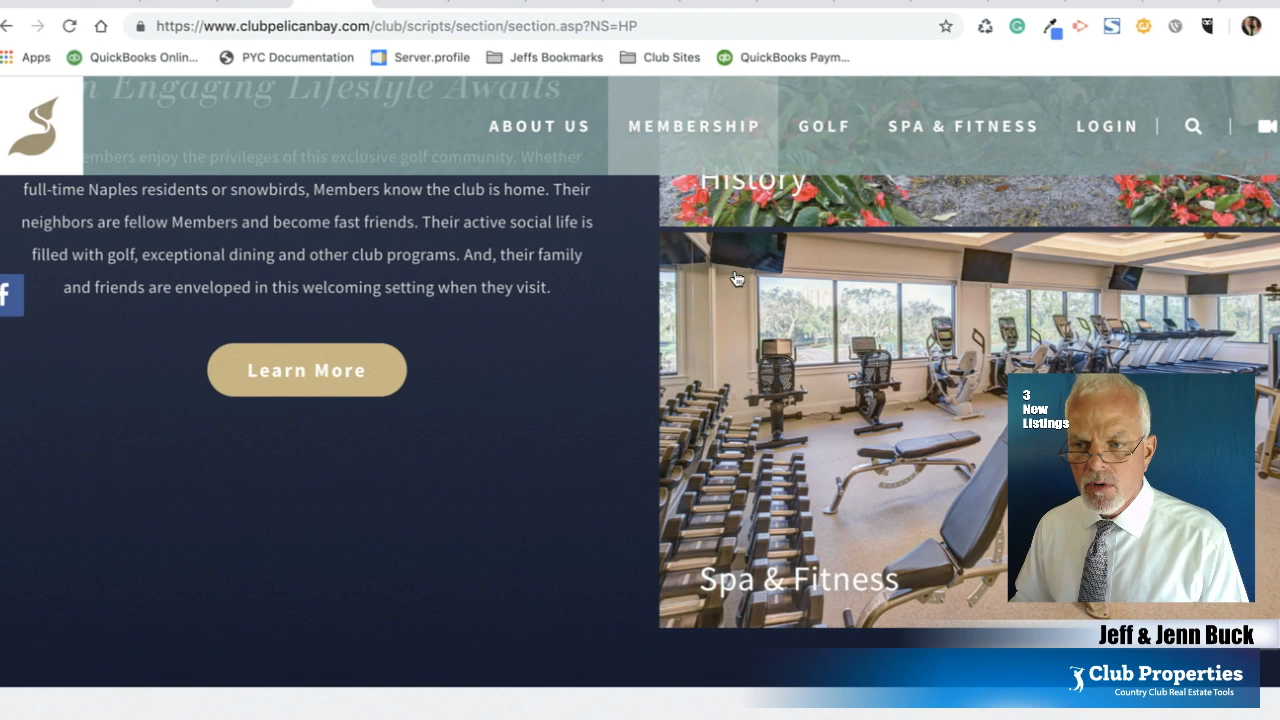 https://www.clubpelicanbay.com/club/scripts/section/section.asp?NS=HP
Apps
QuickBooks Onlin...
PYC Documentation
Server.profile
Jeffs Bookmarks
Club Sites
QuickBooks Paym...
Engaging Lifestyle Awaits
ABOUT US
MEMBERSHIP
GOLF
SPA & FITNESS
LOGIN
embers enjoy the privileges of this exclusive golf community. Whether
full-time Naples residents or snowbirds, Members know the club is home. Their
neighbors are fellow Members and become fast friends. Their active social life is
filled with golf, exceptional dining and other club programs. And, their family
and friends are enveloped in this welcoming setting when they visit.
Learn More
History
Spa & Fitness
3
New
Listings
Jeff & Jenn Buck
Club Properties
Country Club Real Estate Tools